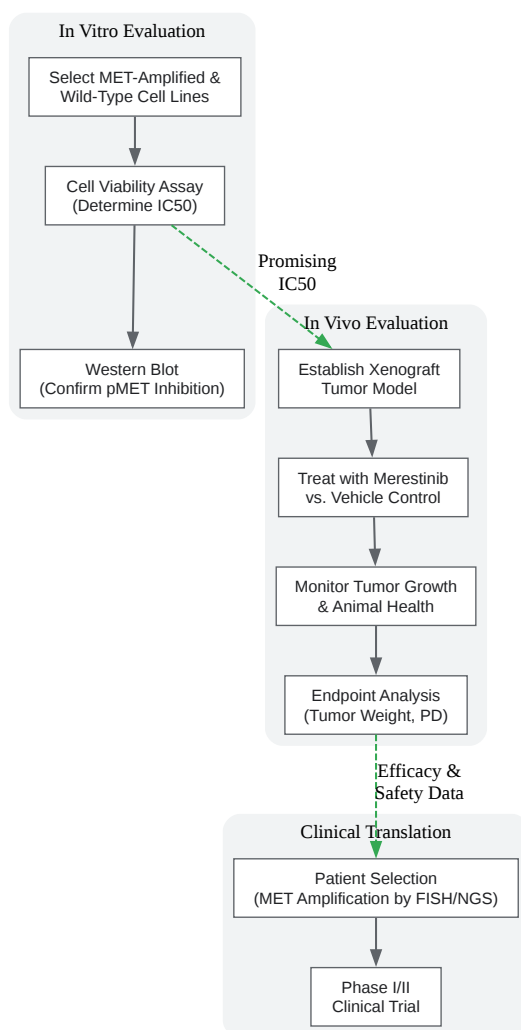 In Vitro Evaluation
Select MET-Amplified &
Wild-Type Cell Lines
Cell Viability Assay
(Determine IC50)
Promising
IC50
Western Blot
(Confirm pMET Inhibition)
In Vivo Evaluation
Establish Xenograft
Tumor Model
Treat with Merestinib
vs. Vehicle Control
Monitor Tumor Growth
& Animal Health
Endpoint Analysis
(Tumor Weight, PD)
Efficacy &
Safety Data
Clinical Translation
Patient Selection
(MET Amplification by FISH/NGS)
Phase I/II
Clinical Trial